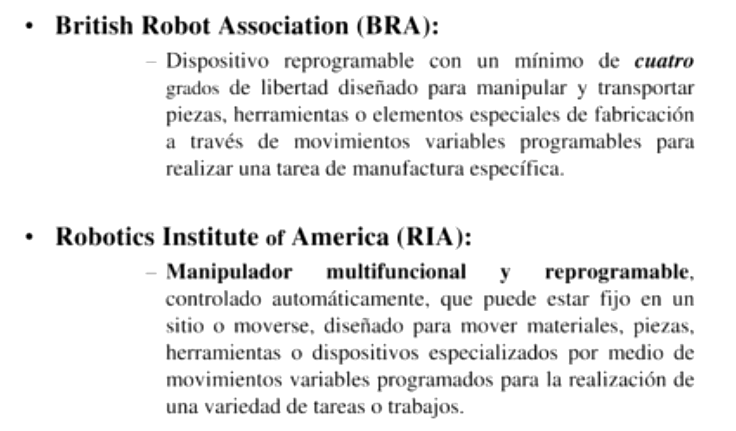 • British Robot Association (BRA):
– Dispositivo reprogramable con un mínimo de cuatro
grados de libertad diseñado para manipular y transportar
piezas, herramientas o elementos especiales de fabricación
a través de movimientos variables programables para
realizar una tarea de manufactura específica.
• Robotics Institute of America (RIA):
– Manipulador multifuncional y reprogramable,
controlado automáticamente, que puede estar fijo en un
sitio o moverse, diseñado para mover materiales, piezas,
herramientas o dispositivos especializados por medio de
movimientos variables programados para la realización de
una variedad de tareas o trabajos.